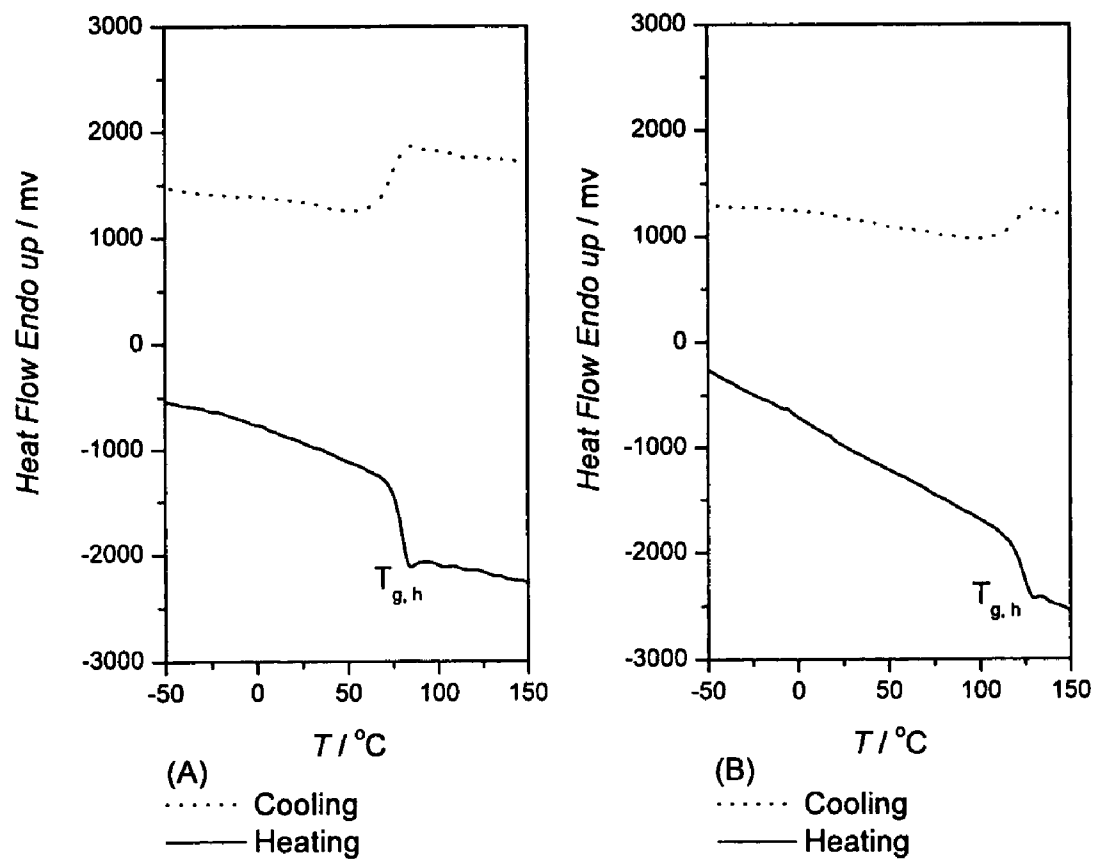 3000
2000
1000
0
-1000
-2000
-3000
Heat Flow Endo up / mv
T g, h
-50 0 50 100 150
T / °C
(A)
Cooling
Heating
3000
2000
1000
0
-1000
-2000
-3000
Heat Flow Endo up / mv
T g, h
-50 0 50 100 150
T / °C
(B)
Cooling
Heating